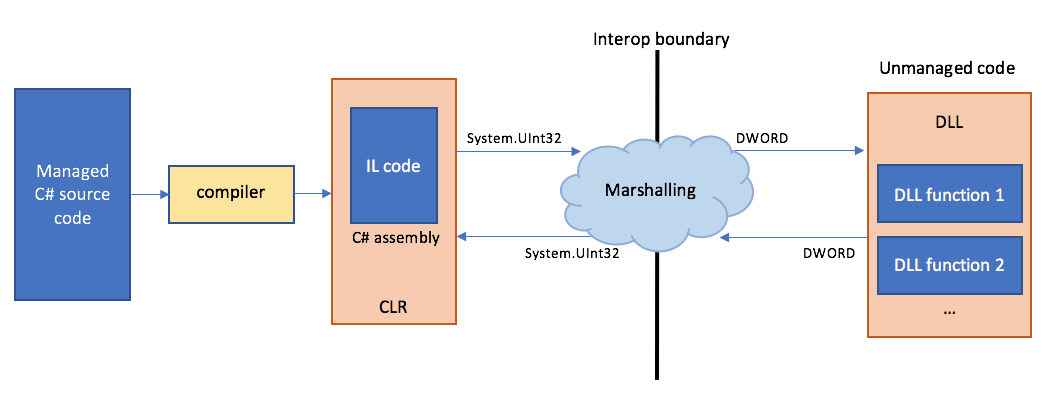 Interop boundary
Unmanaged code
Managed
C# source
code
compiler
IL code
C# assembly
CLR
System.UInt32
System.UInt32
Marshalling
DWORD
DWORD
DLL
DLL function 1
DLL function 2
...